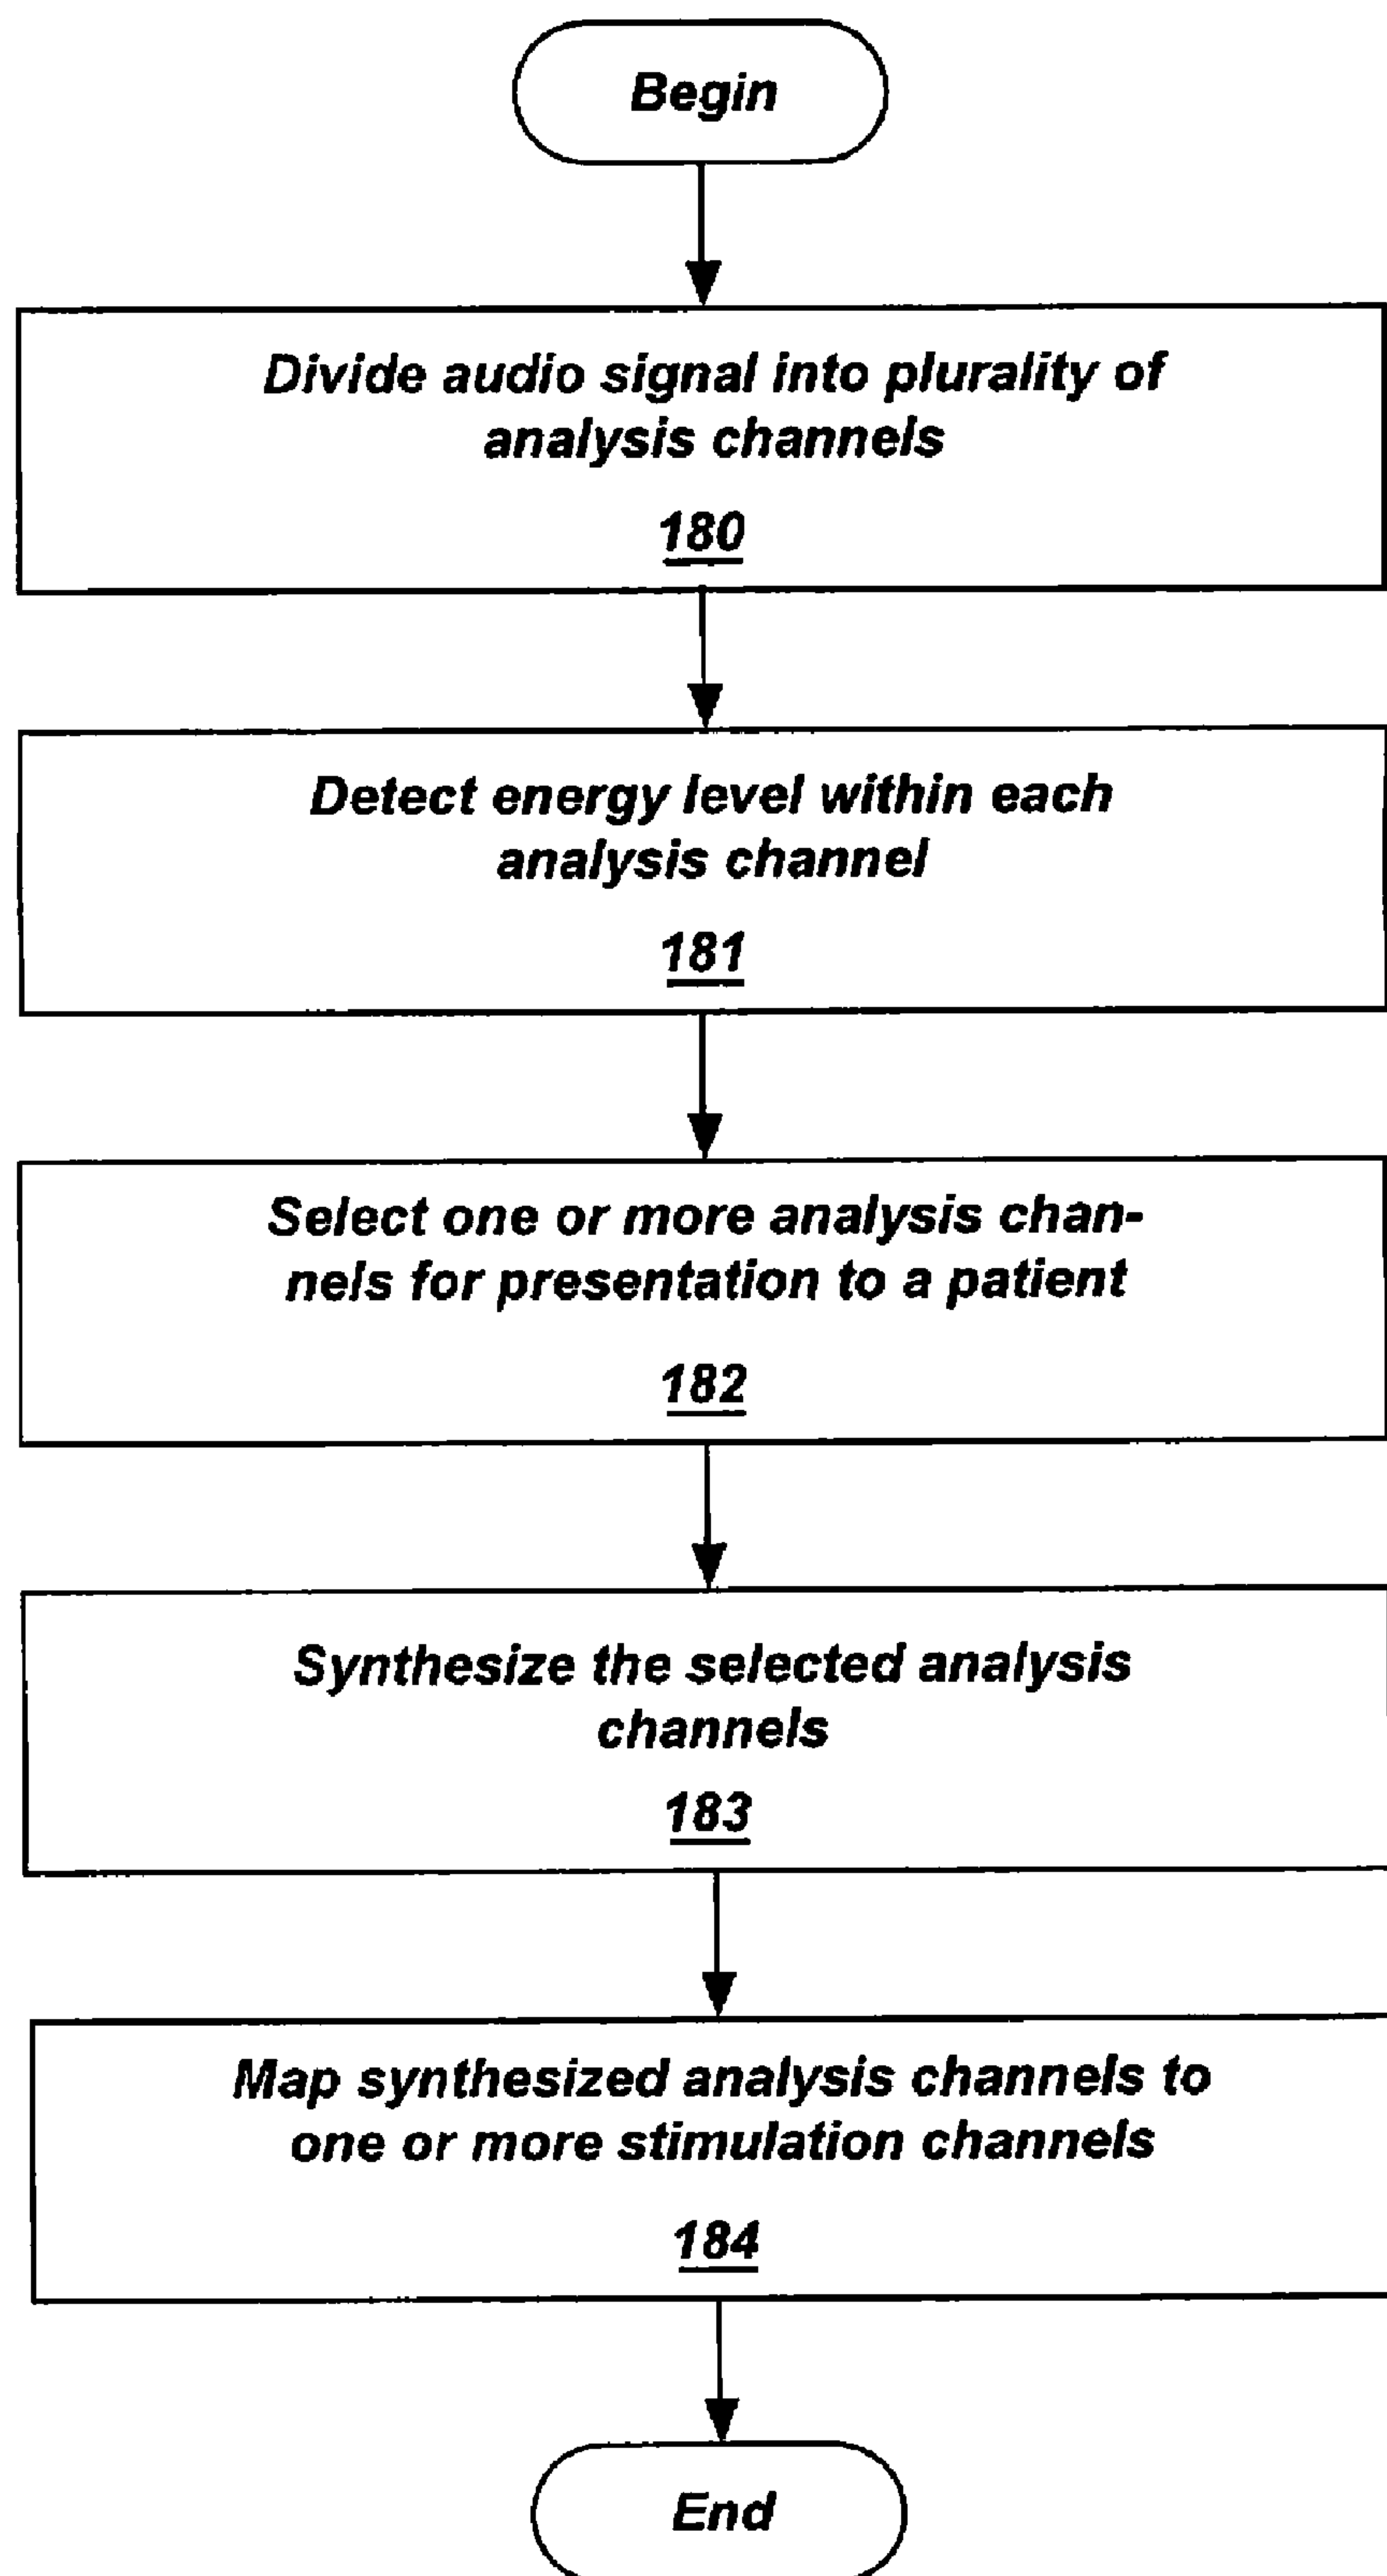 Begin
Divide audio signal into plurality of
analysis channels
180
Detect energy level within each
analysis channel
181
Select one or more analysis chan-
nels for presentation to a patient
182
Synthesize the selected analysis
channels
183
Map synthesized analysis channels to
one or more stimulation channels
184
End